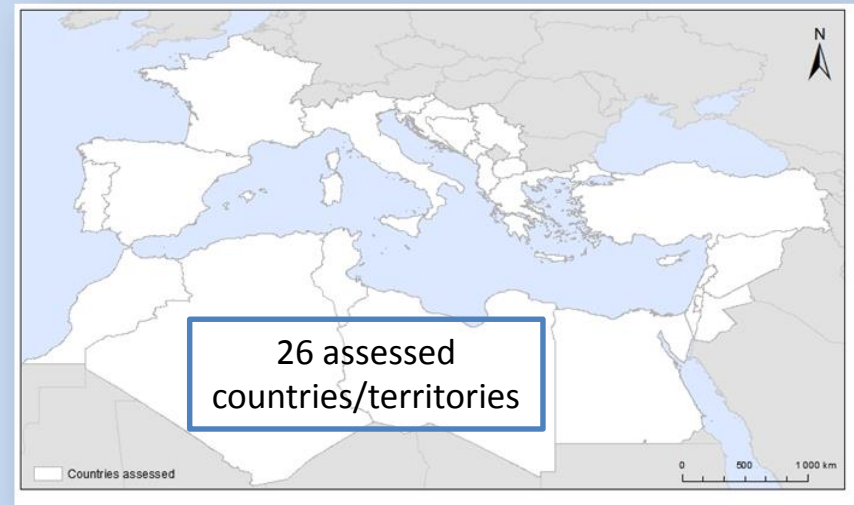 N
26 assessed
countries/territories
Countries assessed
0 500 1 000 km